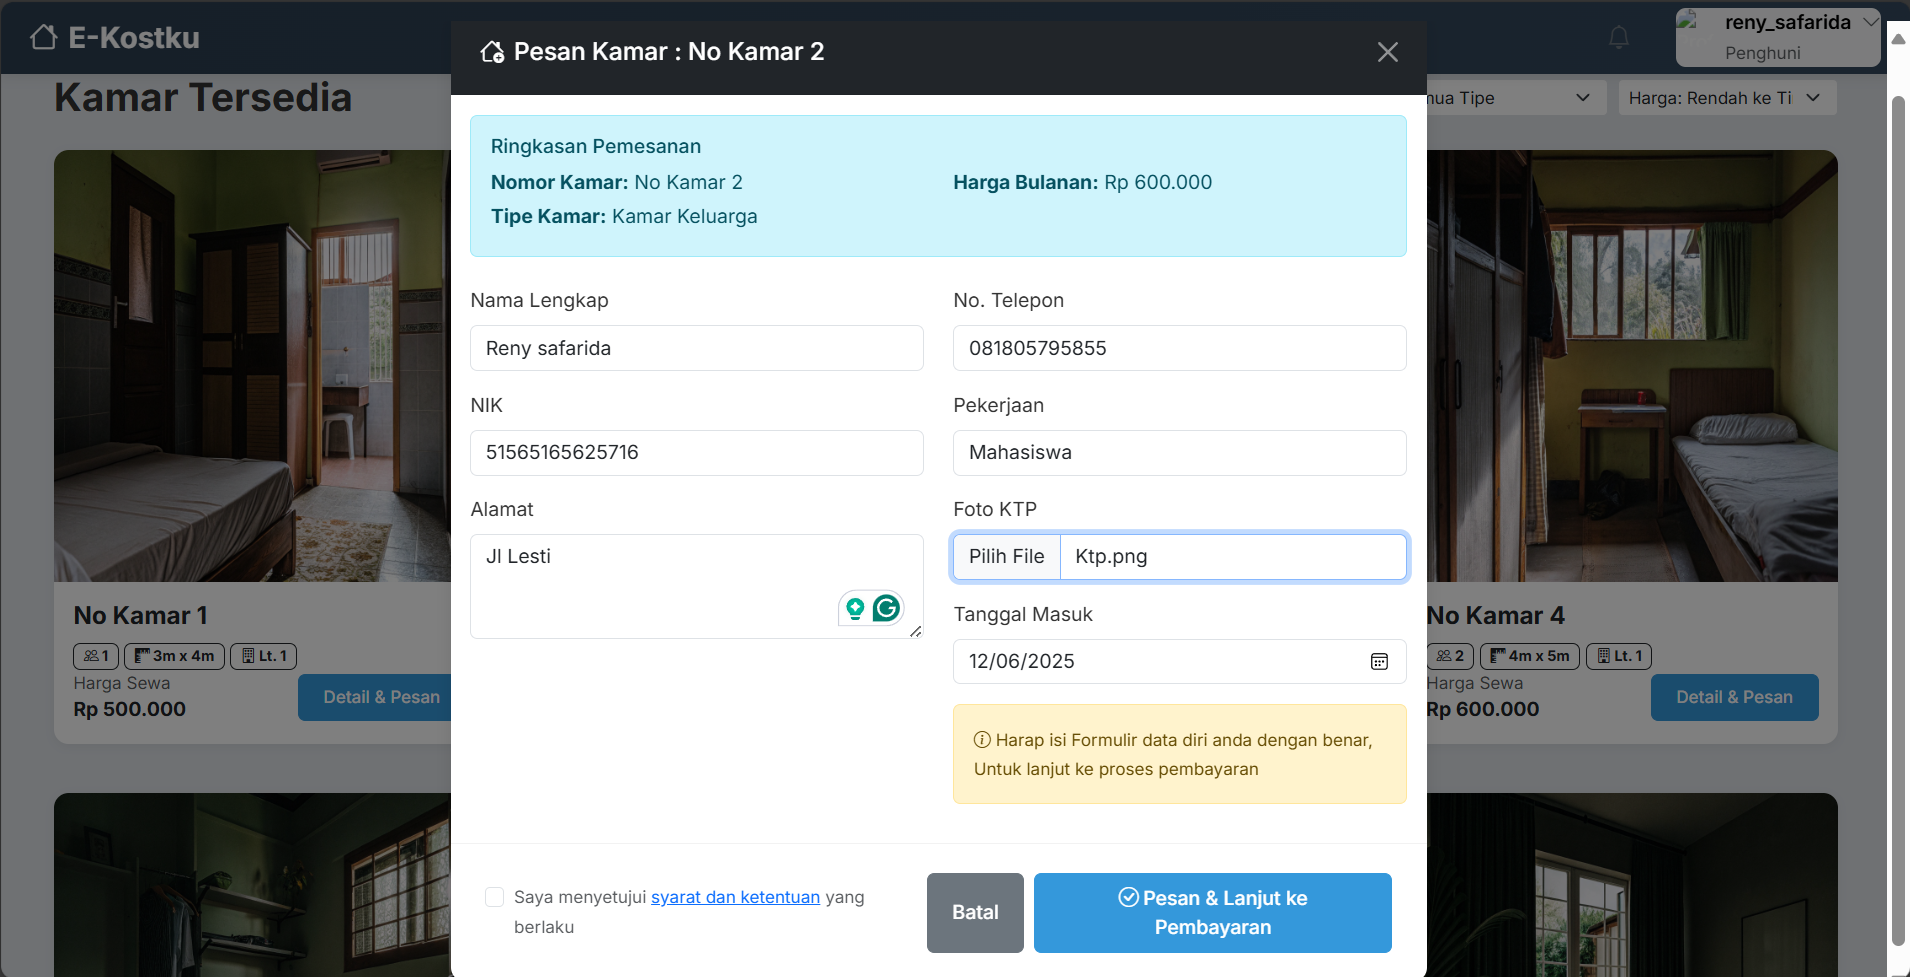 E-Kostku
reny_safarida
Penghuni
Kamar Tersedia
Tipe
Harga: Rendah ke
Pesan Kamar : No Kamar 2
Ringkasan Pemesanan
Nomor Kamar: No Kamar 2
Harga Bulanan: Rp 600.000
Tipe Kamar: Kamar Keluarga
Nama Lengkap
Reny safarida
No. Telepon
081805795855
NIK
51565165625716
Pekerjaan
Mahasiswa
Alamat
Jl Lesti
Foto KTP
Pilih File
Ktp.png
Tanggal Masuk
12/06/2025
Harap isi Formulir data diri anda dengan benar,
Untuk lanjut ke proses pembayaran
Saya menyetujui syarat dan ketentuan yang
berlaku
Batal
Pesan & Lanjut ke
Pembayaran
No Kamar 1
1
3m x 4m
Lt. 1
Harga Sewa
Rp 500.000
Detail & Pesan
No Kamar 4
2
4m x 5m
Lt. 1
Harga Sewa
Rp 600.000
Detail & Pesan